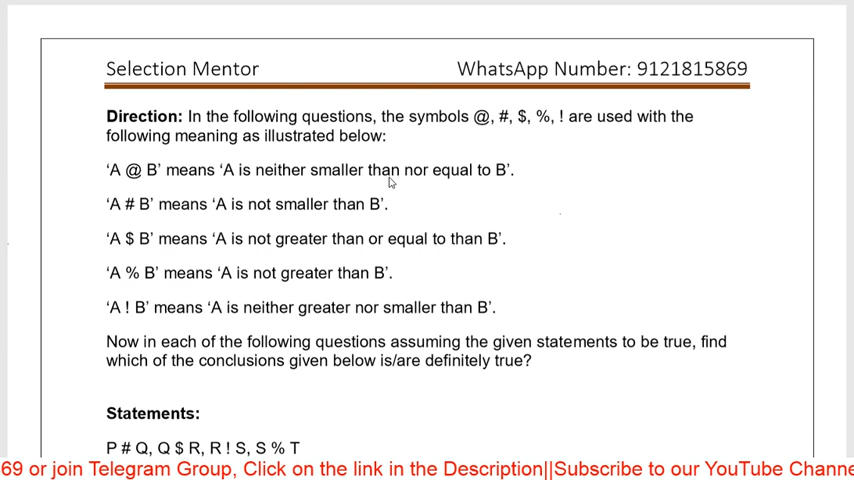 Selection Mentor WhatsApp Number: 9121815869
Direction: In the following questions, the symbols @, #, $, %, ! are used with the
following meaning as illustrated below:
‘A @ B’ means ‘A is neither smaller than nor equal to B’.
‘A # B’ means ‘A is not smaller than B’.
‘A $ B’ means ‘A is not greater than or equal to than B’.
‘A % B’ means ‘A is not greater than B’.
‘A ! B’ means ‘A is neither greater nor smaller than B’.
Now in each of the following questions assuming the given statements to be true, find
which of the conclusions given below is/are definitely true?
Statements:
P # Q, Q $ R, R ! S, S % T
69 or join Telegram Group, Click on the link in the Description||Subscribe to our YouTube Channe